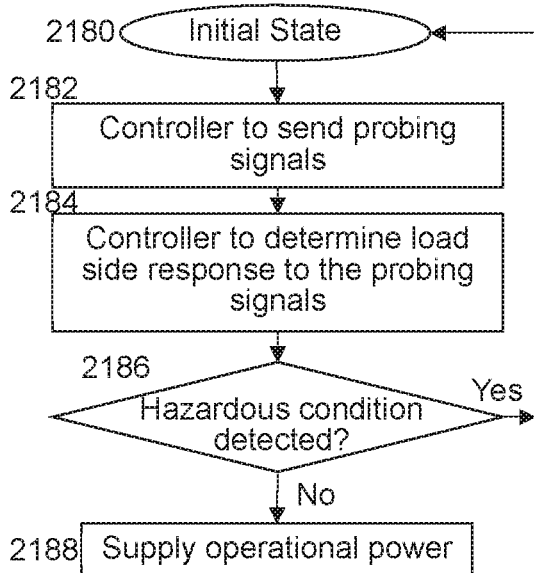 2180 Initial State
2182
Controller to send probing
signals
2184
Controller to determine load
side response to the probing
signals
2186
Yes
Hazardous condition
detected?
No
2188 Supply operational power